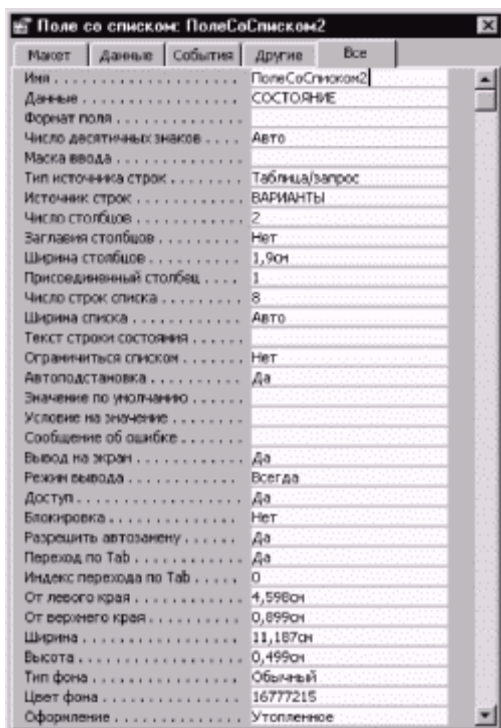 Поле со списком: ПолеСоСписком2
Макет Данные События Другие Все
Имя . . . . . . . . . . . . . . . . . . . . . ПолеСоСписком2
Данные . . . . . . . . . . . . . . . . . . . СОСТОЯНИЕ
Формат поля . . . . . . . . . . . . . . .
Число десятичных знаков . . . . Авто
Маска ввода . . . . . . . . . . . . . . .
Тип источника строк . . . . . . . . Таблица/запрос
Источник строк . . . . . . . . . . . . ВАРИАНТЫ
Число столбцов . . . . . . . . . . . . 2
Заглавия столбцов . . . . . . . . . Нет
Ширина столбцов . . . . . . . . . . 1,9см
Присоединенный столбец . . . . 1
Число строк списка . . . . . . . . . 8
Ширина списка . . . . . . . . . . . . Авто
Текст строки состояния . . . . . .
Ограничиться списком . . . . . . . Нет
Автоподстановка . . . . . . . . . . . Да
Значение по умолчанию . . . . . .
Условие на значение . . . . . . . .
Сообщение об ошибке . . . . . . .
Вывод на экран . . . . . . . . . . . . Да
Режим вывода . . . . . . . . . . . . . Всегда
Доступ . . . . . . . . . . . . . . . . . . . Да
Блокировка . . . . . . . . . . . . . . . Нет
Разрешить автозамену . . . . . . Да
Переход по Tab . . . . . . . . . . . . Да
Индекс перехода по Tab . . . . . 0
От левого края . . . . . . . . . . . . 4,598см
От верхнего края . . . . . . . . . . 0,899см
Ширина . . . . . . . . . . . . . . . . . . 11,187см
Высота . . . . . . . . . . . . . . . . . . 0,499см
Тип фона . . . . . . . . . . . . . . . . . Обычный
Цвет фона . . . . . . . . . . . . . . . . 16777215
Оформление . . . . . . . . . . . . . . Утопленное